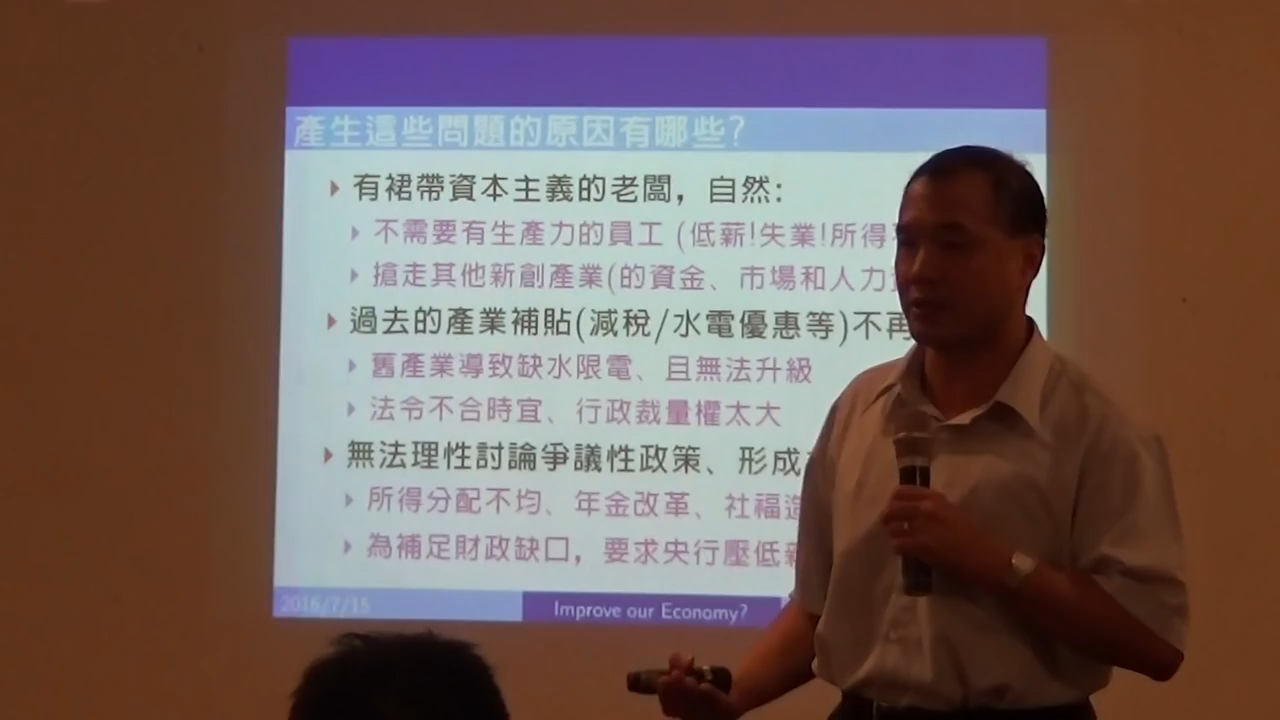 產生這些問題的原因有哪些?
有裙帶資本主義的老闆，自然:
不需要有生產力的員工 (低薪!失業!所得
搶走其他新創產業(的資金、市場和人力
過去的產業補貼(減稅/水電優惠等)不再
舊產業導致缺水限電、且無法升級
法令不合時宜、行政裁量權太大
無法理性討論爭議性政策、形成
所得分配不均、年金改革、社福
為補足財政缺口，要求央行壓低
2016/7/15
Improve our Economy?